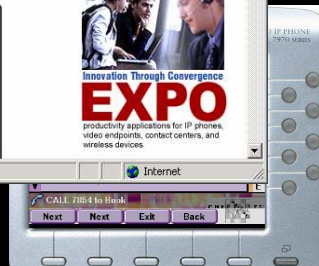 Innovation Through Convergence
EXPO
productivity applications for IP phones,
video endpoints, contact centers, and
wireless devices
IP PHONE
7970 SERIES
Internet
E
CALL 7854 to Book
Next Next Exit Back